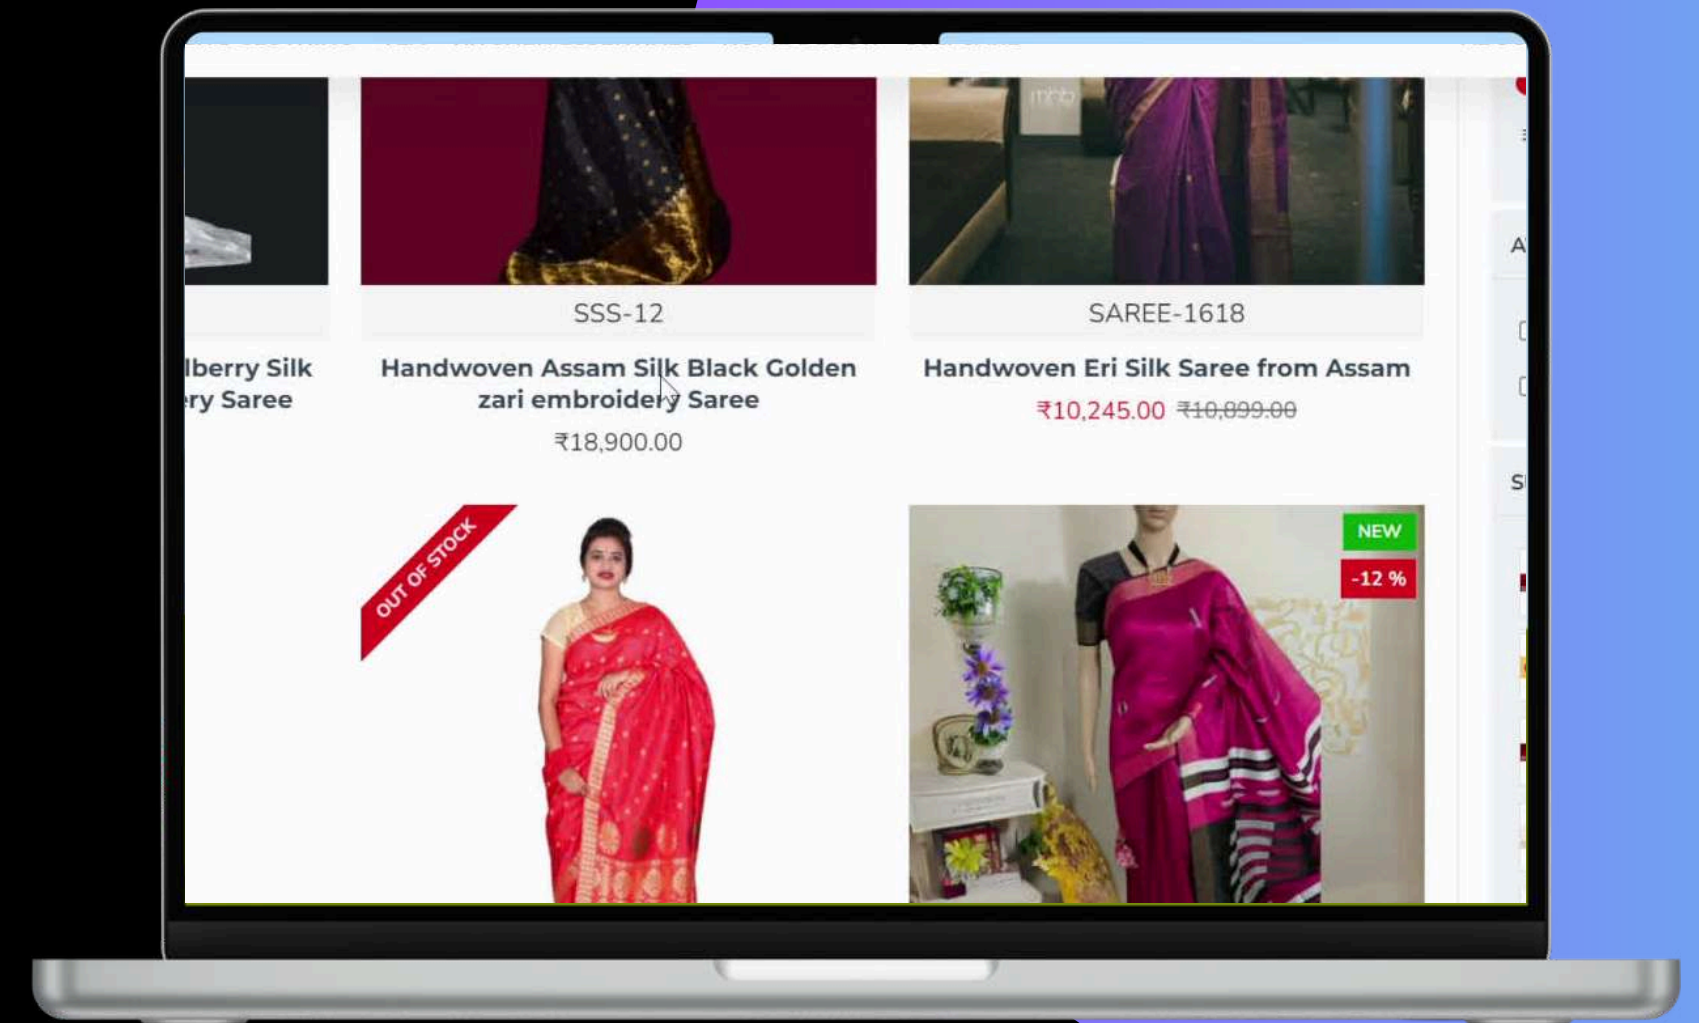 mhb
SSS-12
SAREE-1618
lberry Silk
ry Saree
Handwoven Assam Silk Black Golden
zari embroidery Saree
₹18,900.00
Handwoven Eri Silk Saree from Assam
₹10,245.00 ₹10,899.00
OUT OF STOCK
NEW
-12 %